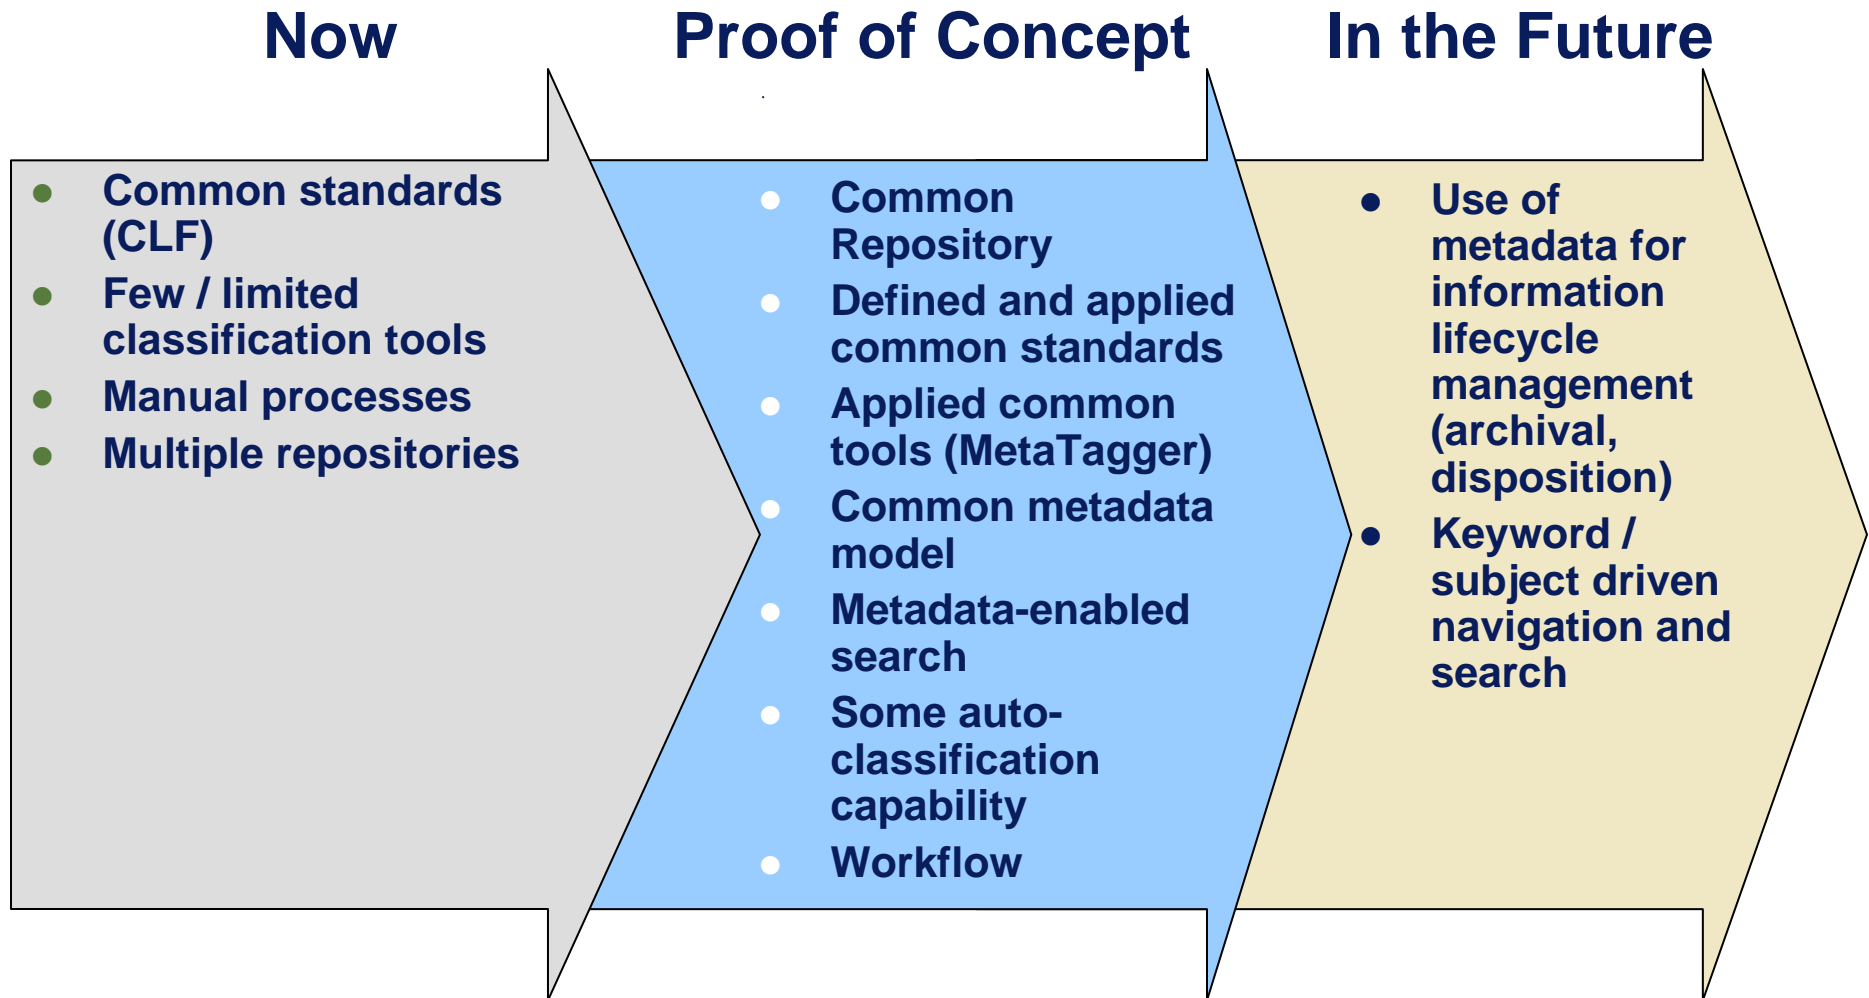 Now
Proof of Concept
In the Future
● Common standards
(CLF)
● Few / limited
classification tools
● Manual processes
● Multiple repositories
● Common
Repository
● Defined and applied
common standards
● Applied common
tools (MetaTagger)
● Common metadata
model
● Metadata-enabled
search
● Some auto-
classification
capability
● Workflow
● Use of
metadata for
information
lifecycle
management
(archival,
disposition)
● Keyword /
subject driven
navigation and
search